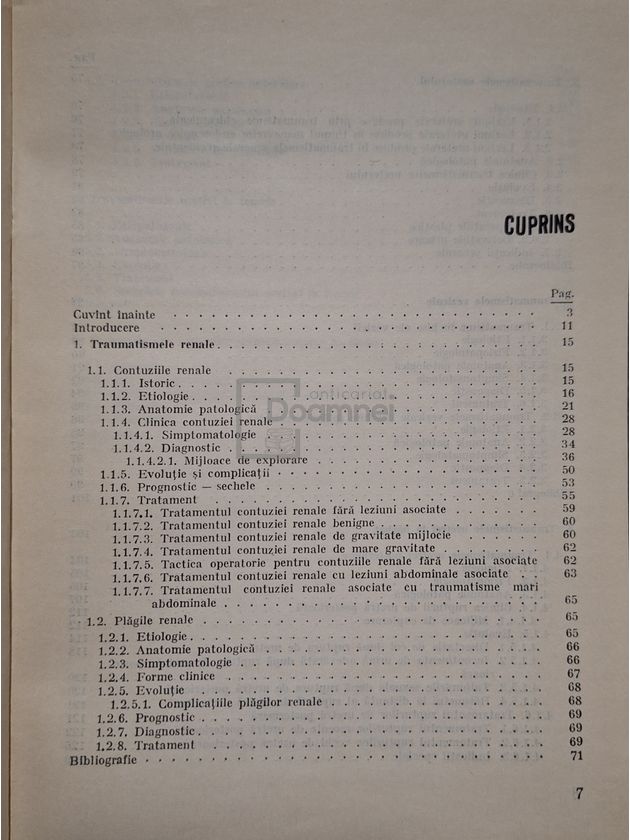 CUPRINS
Pag.
Cuvînt înainte . . . 3
Introducere . . . 11
1. Traumatismele renale . . . 15
1.1. Contuziile renale . . . 15
1.1.1. Istoric . . . 15
1.1.2. Etiologie . . . 16
1.1.3. Anatomie patologică . . . 21
1.1.4. Clinica contuziei renale . . . 28
1.1.4.1. Simptomatologie . . . 28
1.1.4.2. Diagnostic . . . 34
1.1.4.2.1. Mijloace de explorare . . . 36
1.1.5. Evoluție și complicații . . . 50
1.1.6. Prognostic — sechele . . . 53
1.1.7. Tratament . . . 55
1.1.7.1. Tratamentul contuziei renale fără leziuni asociate . . . 59
1.1.7.2. Tratamentul contuziei renale benigne . . . 60
1.1.7.3. Tratamentul contuziei renale de gravitate mijlocie . . . 60
1.1.7.4. Tratamentul contuziei renale de mare gravitate . . . 62
1.1.7.5. Tactica operatorie pentru contuziile renale fără leziuni asociate 62
1.1.7.6. Tratamentul contuziei renale cu leziuni abdominale asociate . . 63
1.1.7.7. Tratamentul contuziei renale asociate cu traumatisme mari
abdominale . . . 65
1.2. Plăgile renale . . . 65
1.2.1. Etiologie . . . 65
1.2.2. Anatomie patologică . . . 66
1.2.3. Simptomatologie . . . 66
1.2.4. Forme clinice . . . 67
1.2.5. Evoluție . . . 68
1.2.5.1. Complicațiile plăgilor renale . . . 68
1.2.6. Prognostic . . . 69
1.2.7. Diagnostic . . . 69
1.2.8. Tratament . . . 69
Bibliografie . . . 71
7
anticariat
Doamnei